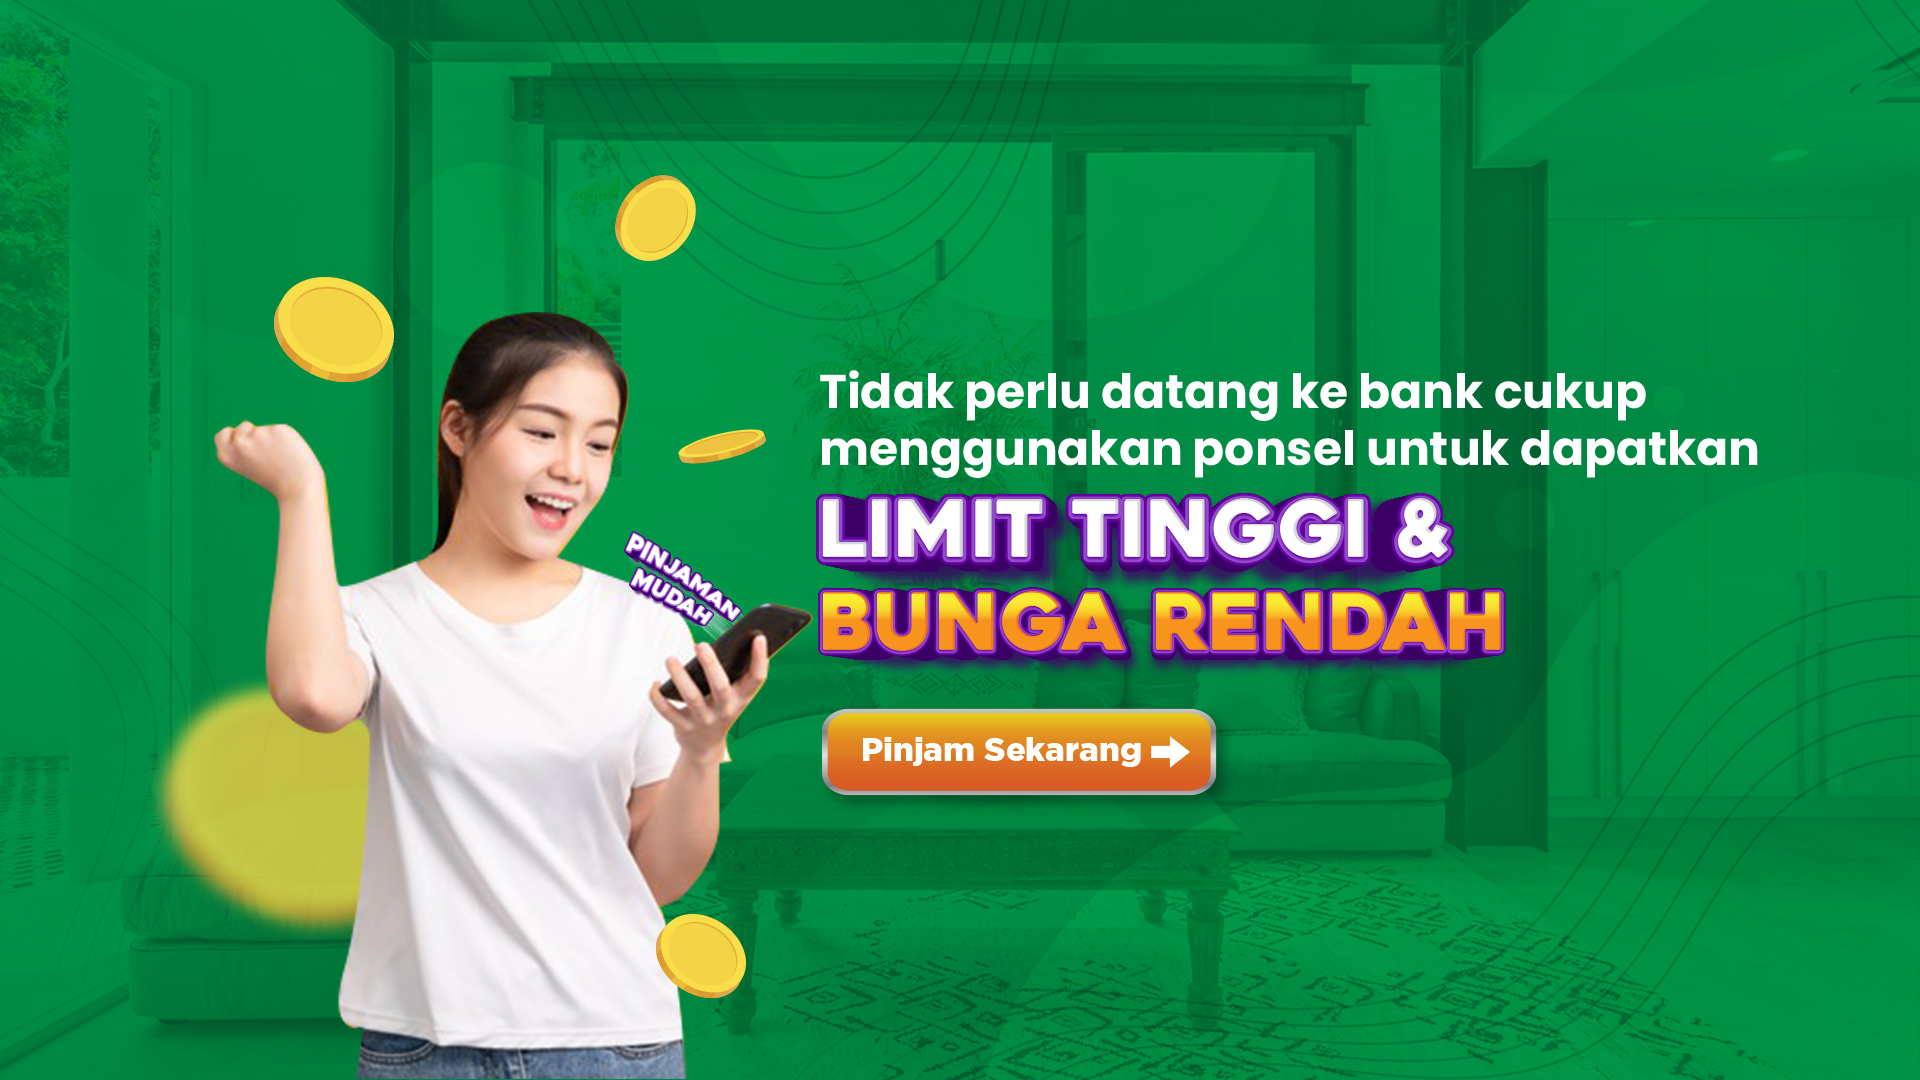 Tidak perlu datang ke bank cukup
menggunakan ponsel untuk dapatkan
LIMIT TINGGI &
BUNGA RENDAH
PINJAMAN
MUDAH
Pinjam Sekarang